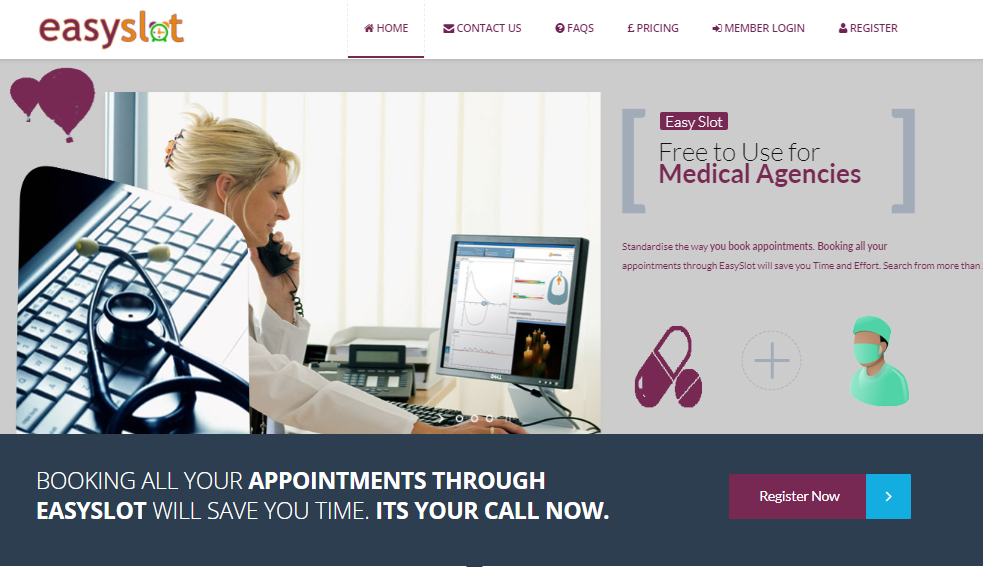 easyslot
HOME
CONTACT US
FAQS
£ PRICING
MEMBER LOGIN
REGISTER
Easy Slot
Free to Use for
Medical Agencies
Standardise the way you book appointments. Booking all your
appointments through EasySlot will save you Time and Effort. Search from more than
DELL
BOOKING ALL YOUR APPOINTMENTS THROUGH
EASYSLOT WILL SAVE YOU TIME. ITS YOUR CALL NOW.
Register Now